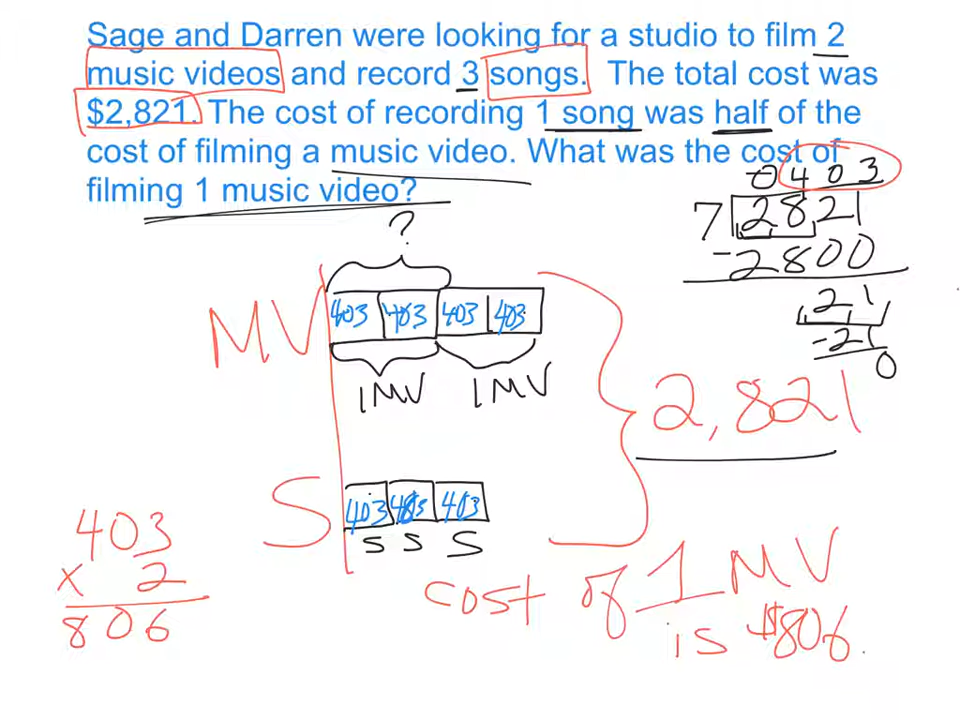 Sage and Darren were looking for a studio to film 2
music videos and record 3 songs. The total cost was
$2,821. The cost of recording 1 song was half of the
cost of filming a music video. What was the cost of
filming 1 music video?
0403
7 2821
-2800
21
-21
0
?
MV 403 403 403 403
1MV 1MV
2,821
S 403 403 403
S S S
403
x 2
806
cost of 1 MV
is $806.